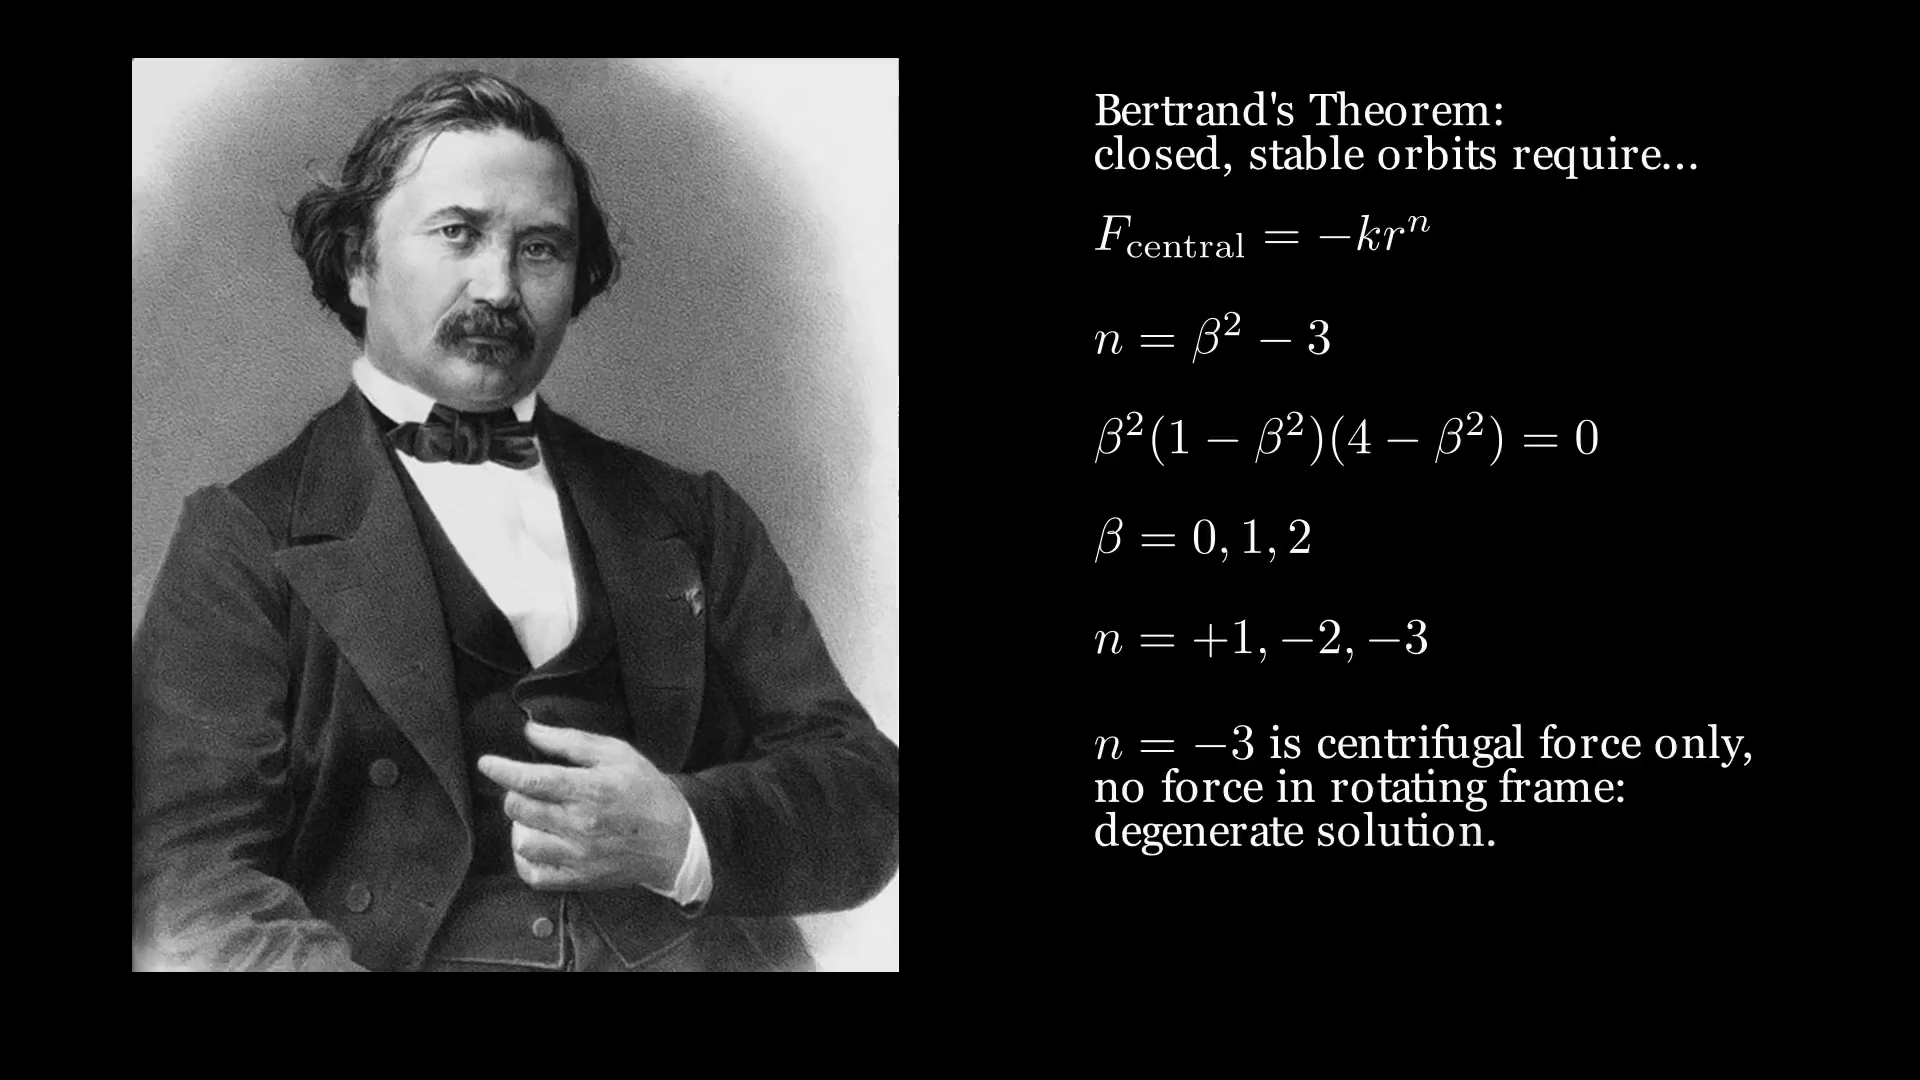 Bertrand's Theorem:
closed, stable orbits require...
F_central = −krⁿ
n = β² − 3
β²(1 − β²)(4 − β²) = 0
β = 0, 1, 2
n = +1, −2, −3
n = −3 is centrifugal force only,
no force in rotating frame:
degenerate solution.